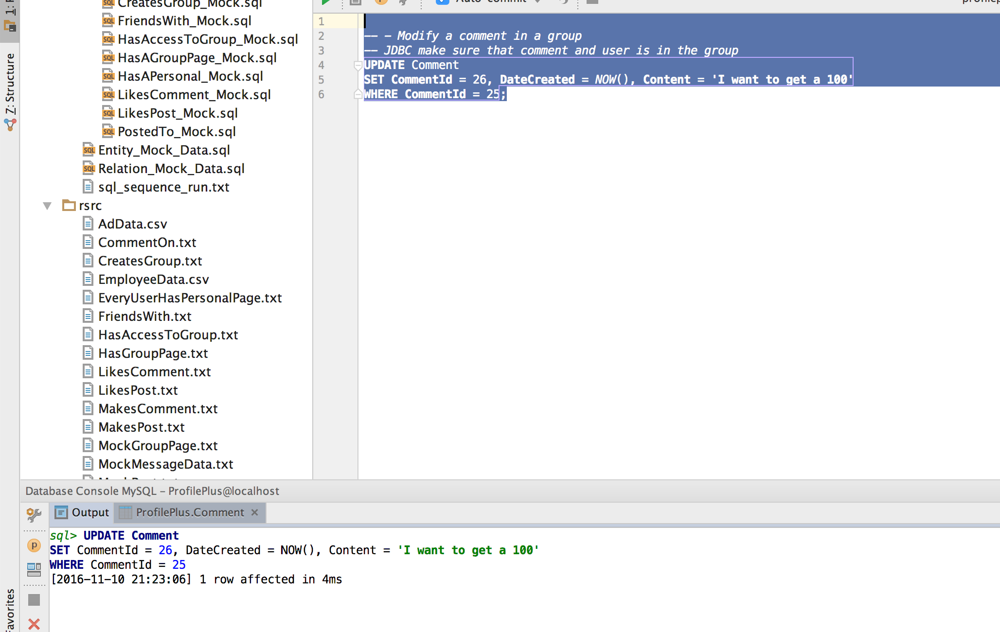 CreatesGroup_Mock.sql
FriendsWith_Mock.sql
HasAccessToGroup_Mock.sql
HasAGroupPage_Mock.sql
HasAPersonal_Mock.sql
LikesComment_Mock.sql
LikesPost_Mock.sql
PostedTo_Mock.sql
Entity_Mock_Data.sql
Relation_Mock_Data.sql
sql_sequence_run.txt
rsrc
AdData.csv
CommentOn.txt
CreatesGroup.txt
EmployeeData.csv
EveryUserHasPersonalPage.txt
FriendsWith.txt
HasAccessToGroup.txt
HasGroupPage.txt
LikesComment.txt
LikesPost.txt
MakesComment.txt
MakesPost.txt
MockGroupPage.txt
MockMessageData.txt
1:
Z: Structure
Favorites
Auto-commit
1
2 -- - Modify a comment in a group
3 -- JDBC make sure that comment and user is in the group
4 UPDATE Comment
5 SET CommentId = 26, DateCreated = NOW(), Content = 'I want to get a 100'
6 WHERE CommentId = 25;
Database Console MySQL – ProfilePlus@localhost
Output ProfilePlus.Comment
sql> UPDATE Comment
SET CommentId = 26, DateCreated = NOW(), Content = 'I want to get a 100'
WHERE CommentId = 25
[2016-11-10 21:23:06] 1 row affected in 4ms